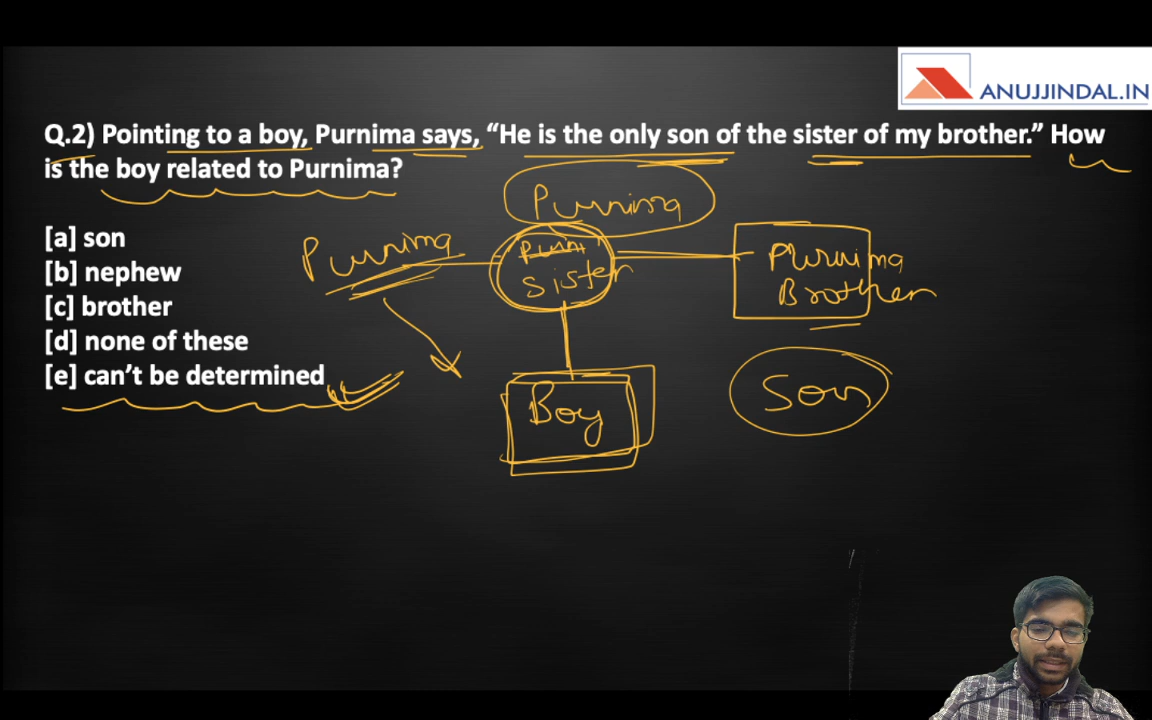 ANUJJINDAL.IN
Q.2) Pointing to a boy, Purnima says, “He is the only son of the sister of my brother.” How
is the boy related to Purnima?
[a] son
[b] nephew
[c] brother
[d] none of these
[e] can’t be determined
Purnima
Purnima
Purni
Sister
Purnima
Brother
Boy
Son